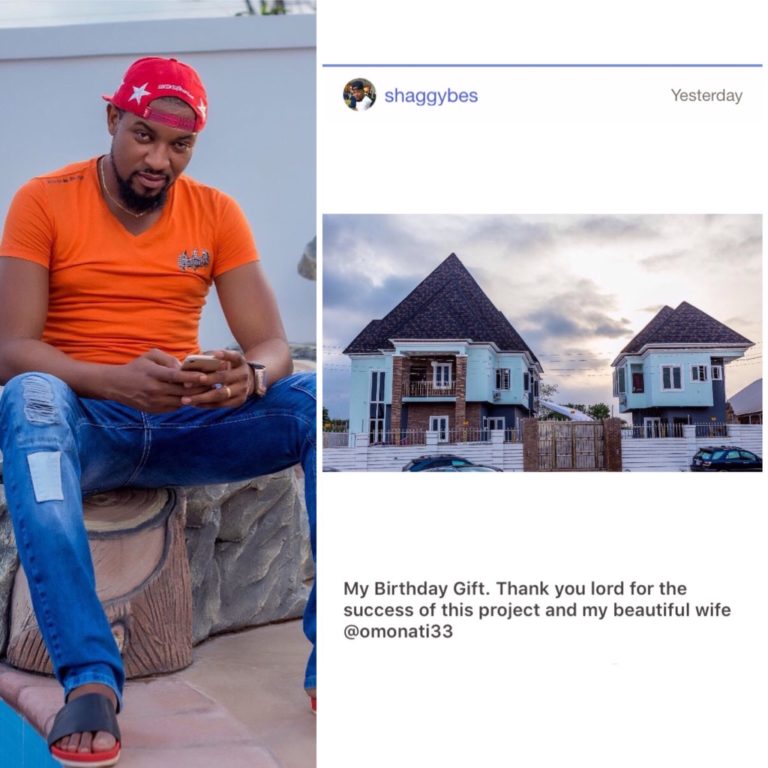 shaggybes
Yesterday
My Birthday Gift. Thank you lord for the
success of this project and my beautiful wife
@omonati33